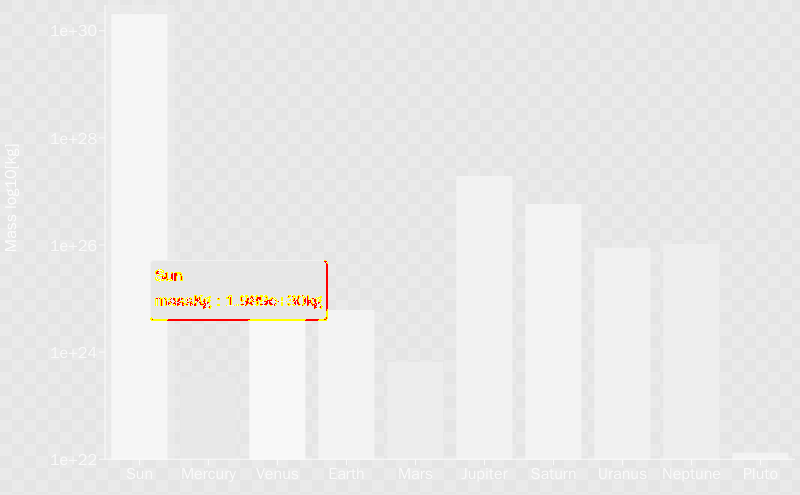 1e+30
1e+28
1e+26
1e+24
1e+22
Mass log10[kg]
Sun
massKg : 1.989e+30kg
Sun Mercury Venus Earth Mars Jupiter Saturn Uranus Neptune Pluto